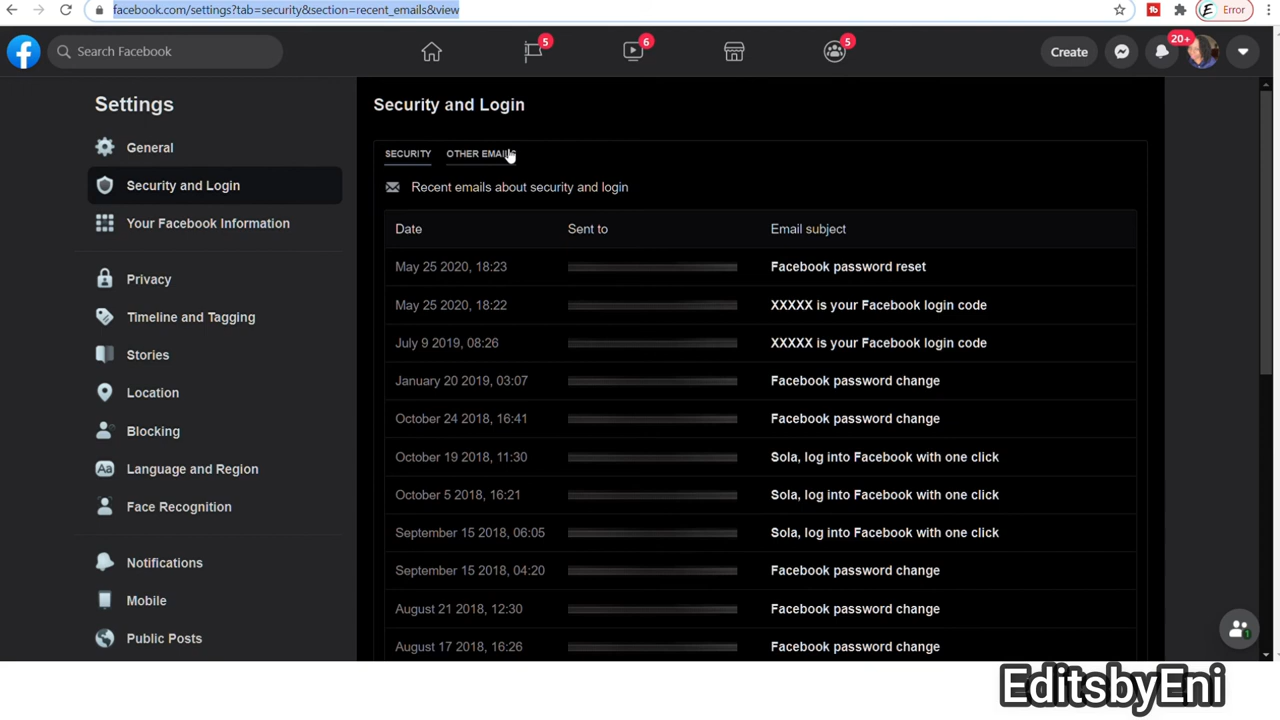 facebook.com/settings?tab=security&section=recent_emails&view
Error
Search Facebook
5
6
5
Create
20+
Settings
General
Security and Login
Your Facebook Information
Privacy
Timeline and Tagging
Stories
Location
Blocking
Aa
Language and Region
Face Recognition
Notifications
Mobile
Public Posts
Security and Login
SECURITY OTHER EMAILS
Recent emails about security and login
Date Sent to Email subject
May 25 2020, 18:23 Facebook password reset
May 25 2020, 18:22 XXXXX is your Facebook login code
July 9 2019, 08:26 XXXXX is your Facebook login code
January 20 2019, 03:07 Facebook password change
October 24 2018, 16:41 Facebook password change
October 19 2018, 11:30 Sola, log into Facebook with one click
October 5 2018, 16:21 Sola, log into Facebook with one click
September 15 2018, 06:05 Sola, log into Facebook with one click
September 15 2018, 04:20 Facebook password change
August 21 2018, 12:30 Facebook password change
August 17 2018, 16:26 Facebook password change
1
EditsbyEni